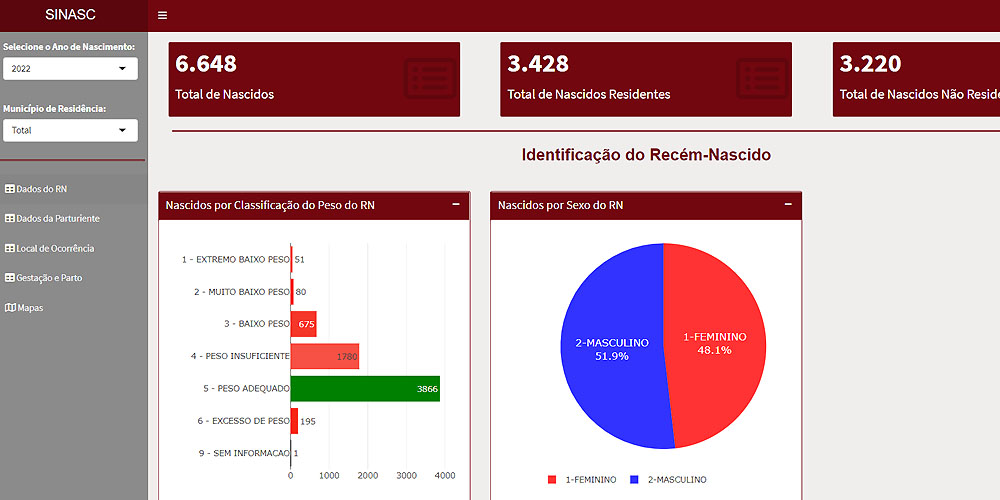 SINASC
Selecione o Ano de Nascimento:
2022
Município de Residência:
Total
Dados do RN
Dados da Parturiente
Local de Ocorrência
Gestação e Parto
Mapas
6.648
Total de Nascidos
3.428
Total de Nascidos Residentes
3.220
Total de Nascidos Não Reside
Identificação do Recém-Nascido
Nascidos por Classificação do Peso do RN
1 - EXTREMO BAIXO PESO 51
2 - MUITO BAIXO PESO 80
3 - BAIXO PESO 675
4 - PESO INSUFICIENTE 1780
5 - PESO ADEQUADO 3866
6 - EXCESSO DE PESO 195
9 - SEM INFORMACAO 1
0 1000 2000 3000 4000
Nascidos por Sexo do RN
2-MASCULINO
51.9%
1-FEMININO
48.1%
1-FEMININO 2-MASCULINO